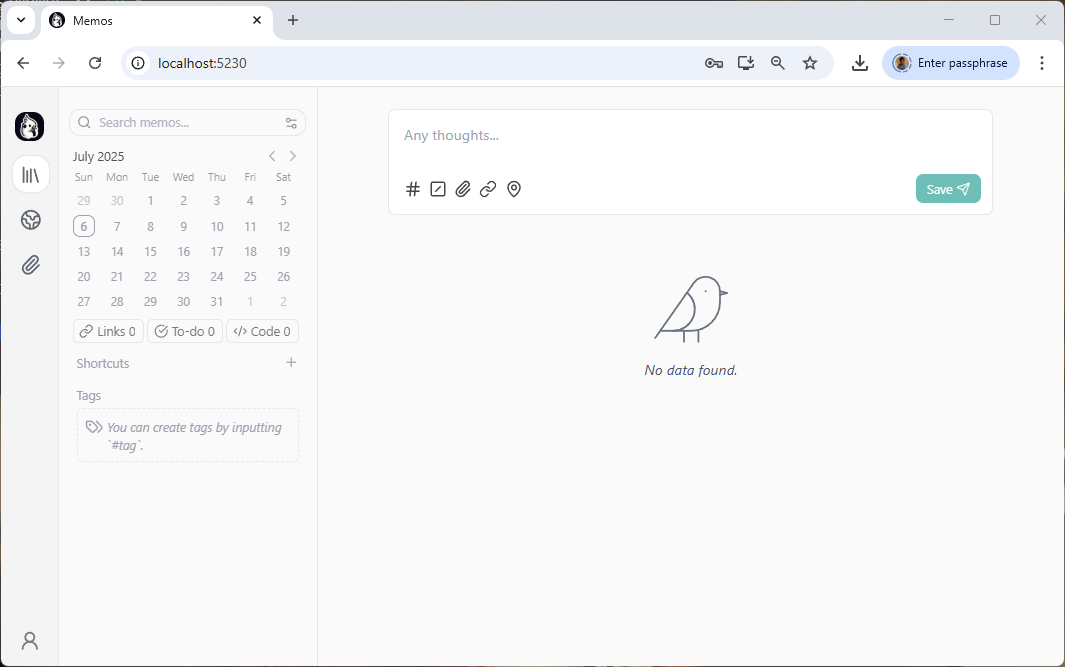 Memos
localhost:5230
Enter passphrase
Search memos...
July 2025
Sun Mon Tue Wed Thu Fri Sat
29 30 1 2 3 4 5
6 7 8 9 10 11 12
13 14 15 16 17 18 19
20 21 22 23 24 25 26
27 28 29 30 31 1 2
Links 0 To-do 0 </> Code 0
Shortcuts
Tags
You can create tags by inputting
`#tag`.
Any thoughts...
Save
No data found.